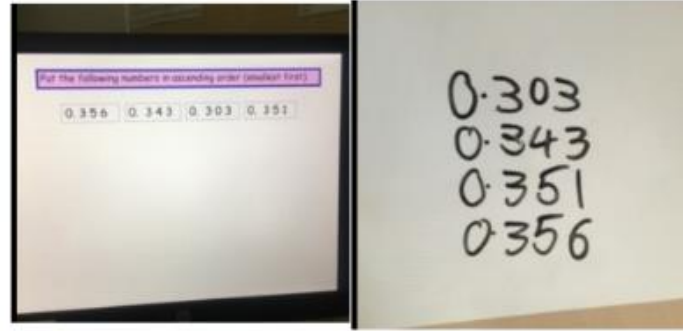 Put the following numbers in ascending order (smallest first)
0.356 0.343 0.303 0.351
0.303
0.343
0.351
0.356